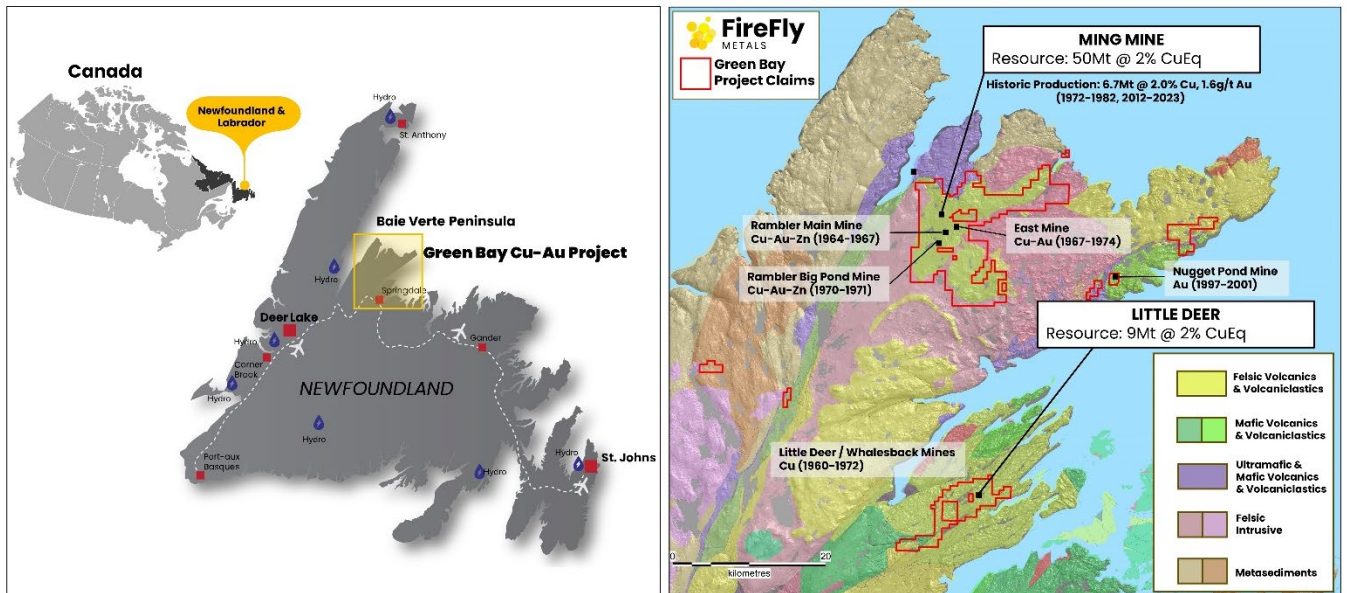 Canada
Newfoundland &
Labrador
Hydro
St. Anthony
Baie Verte Peninsula
Green Bay Cu-Au Project
Hydro
Springdale
Deer Lake
Hydro
Corner
Brook
Gander
Hydro
NEWFOUNDLAND
Hydro
Port-aux
Basques
Hydro
Hydro
St. Johns
FireFly
METALS
Green Bay
Project Claims
MING MINE
Resource: 50Mt @ 2% CuEq
Historic Production: 6.7Mt @ 2.0% Cu, 1.6g/t Au
(1972-1982, 2012-2023)
Rambler Main Mine
Cu-Au-Zn (1964-1967)
East Mine
Cu-Au (1967-1974)
Rambler Big Pond Mine
Cu-Au-Zn (1970-1971)
Nugget Pond Mine
Au (1997-2001)
LITTLE DEER
Resource: 9Mt @ 2% CuEq
Little Deer / Whalesback Mines
Cu (1960-1972)
0
20
kilometres
Felsic Volcanics
& Volcaniclastics
Mafic Volcanics
& Volcaniclastics
Ultramafic &
Mafic Volcanics
& Volcaniclastics
Felsic
Intrusive
Metasediments